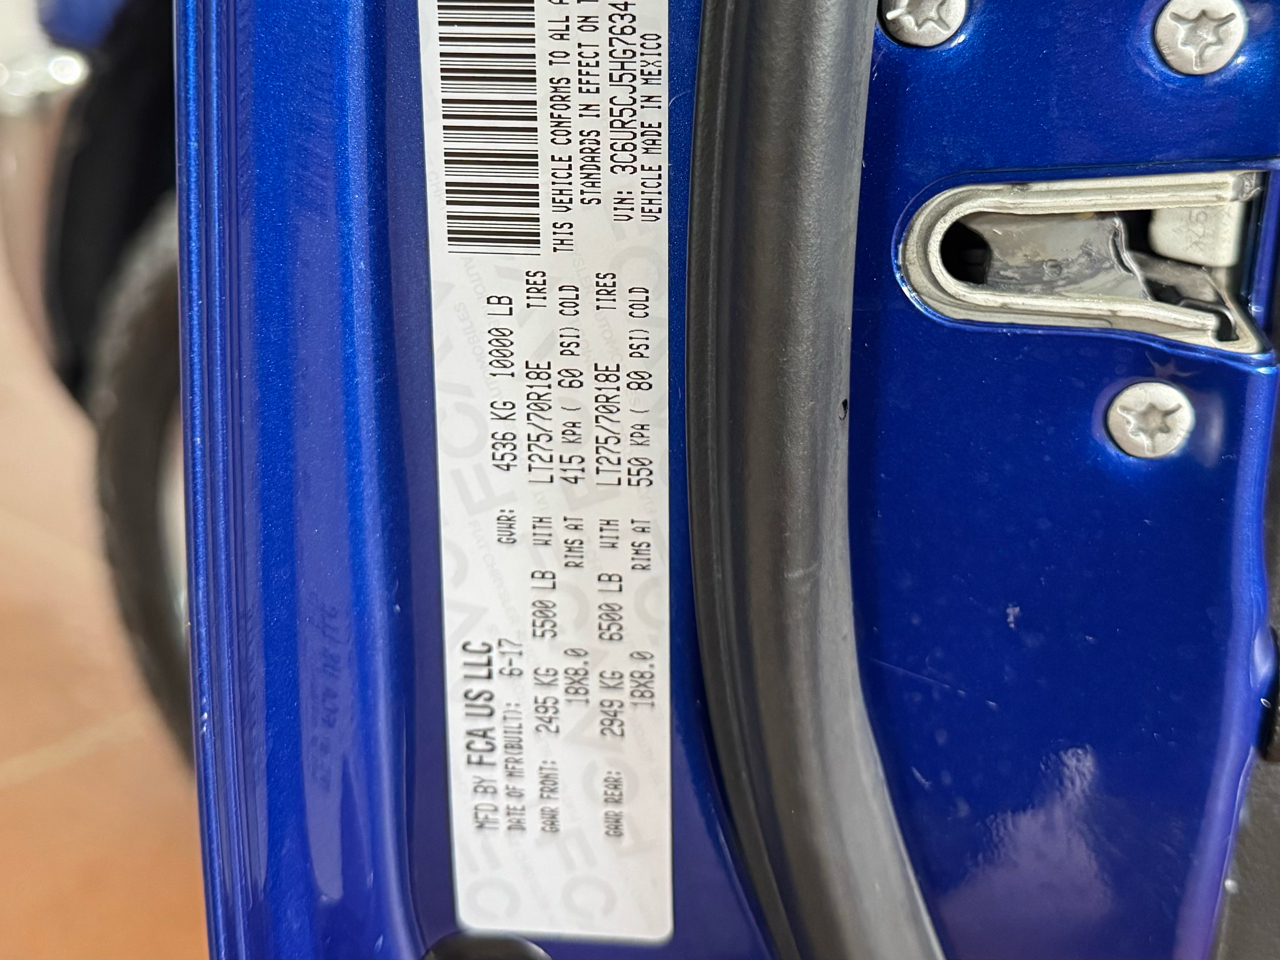 MFD BY FCA US LLC
DATE OF MFR(BUILT): 6-17 GVWR: 4536 KG 10000 LB
GAWR FRONT: 2495 KG 5500 LB WITH LT275/70R18E TIRES
18X8.0 RIMS AT 415 KPA ( 60 PSI) COLD
GAWR REAR: 2949 KG 6500 LB WITH LT275/70R18E TIRES
18X8.0 RIMS AT 550 KPA ( 80 PSI) COLD
THIS VEHICLE CONFORMS TO ALL
STANDARDS IN EFFECT ON
VIN: 3C6UR5CJ5HG7634
VEHICLE MADE IN MEXICO